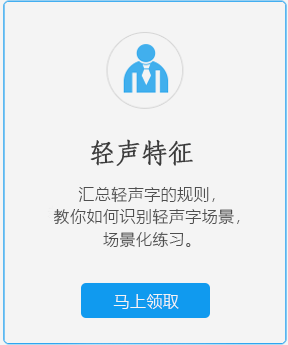 轻声特征
汇总轻声字的规则，
教你如何识别轻声字场景，
场景化练习。
马上领取